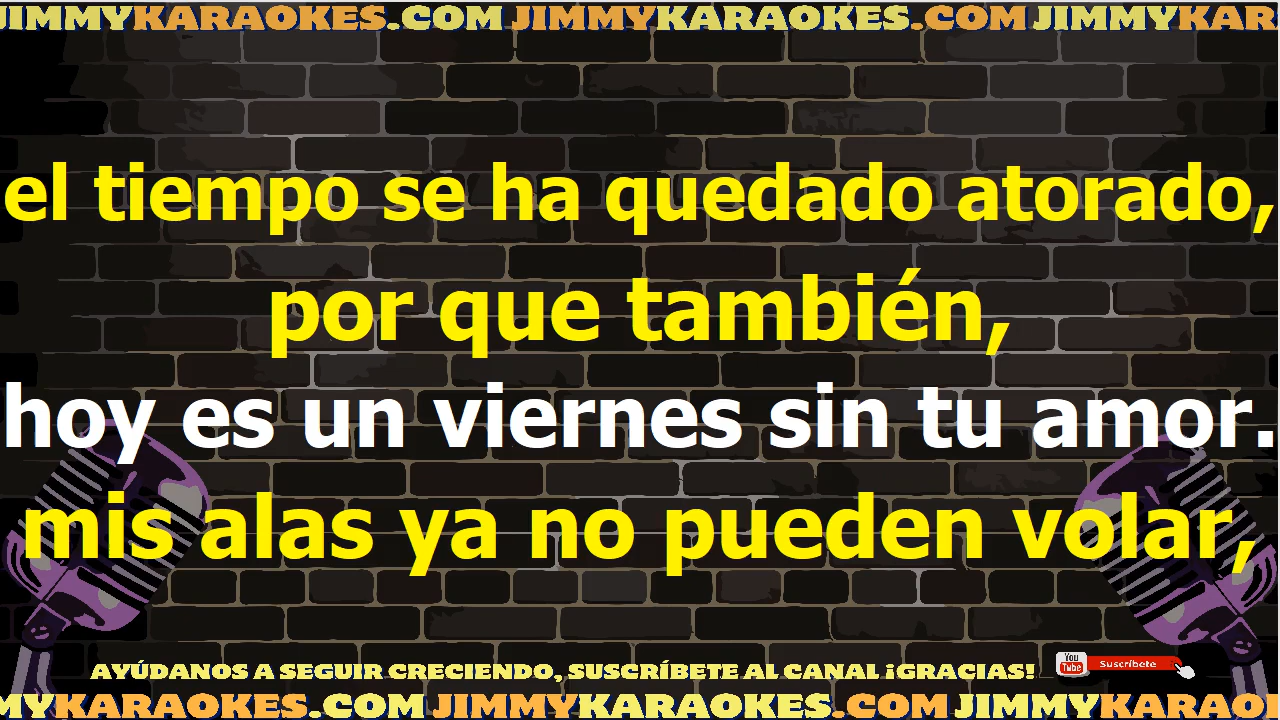 JIMMYKARAOKES.COM JIMMYKARAOKES.COM JIMMYKAR
el tiempo se ha quedado atorado,
por que también,
hoy es un viernes sin tu amor.
mis alas ya no pueden volar,
AYÚDANOS A SEGUIR CRECIENDO, SUSCRÍBETE AL CANAL ¡GRACIAS!
You Tube Suscríbete
MYKARAOKES.COM JIMMYKARAOKES.COM JIMMYKARAO